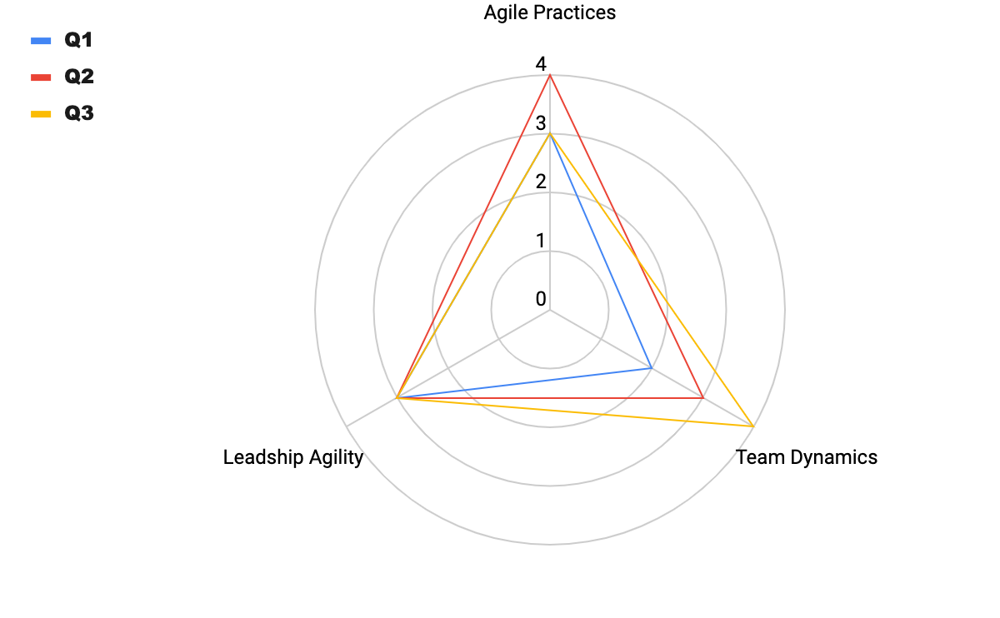 Agile Practices
Q1
Q2
Q3
4
3
2
1
0
Leadship Agility
Team Dynamics